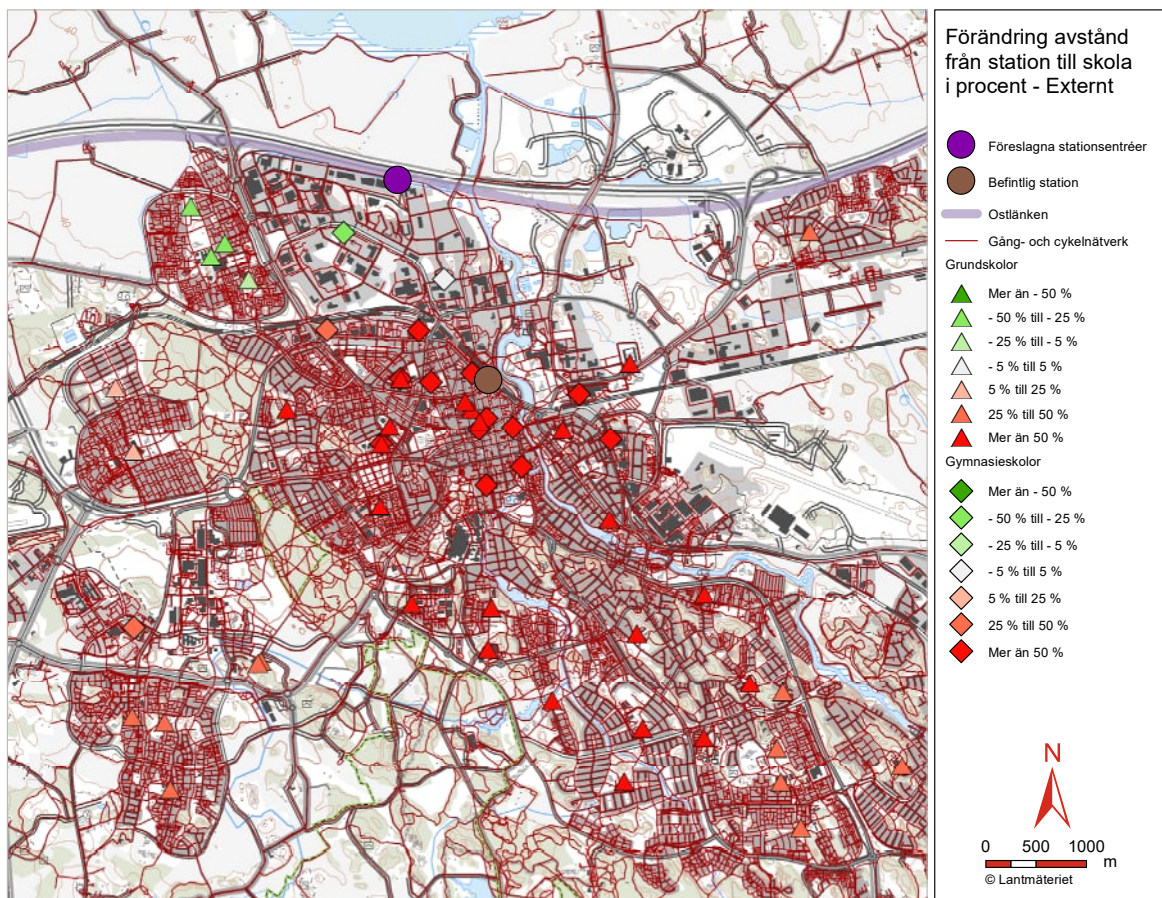 Förändring avstånd
från station till skola
i procent - Externt
Föreslagna stationsentréer
Befintlig station
Ostlänken
Gång- och cykelnätverk
Grundskolor
Mer än - 50 %
- 50 % till - 25 %
- 25 % till - 5 %
- 5 % till 5 %
5 % till 25 %
25 % till 50 %
Mer än 50 %
Gymnasieskolor
Mer än - 50 %
- 50 % till - 25 %
- 25 % till - 5 %
- 5 % till 5 %
5 % till 25 %
25 % till 50 %
Mer än 50 %
N
0 500 1000
m
© Lantmäteriet